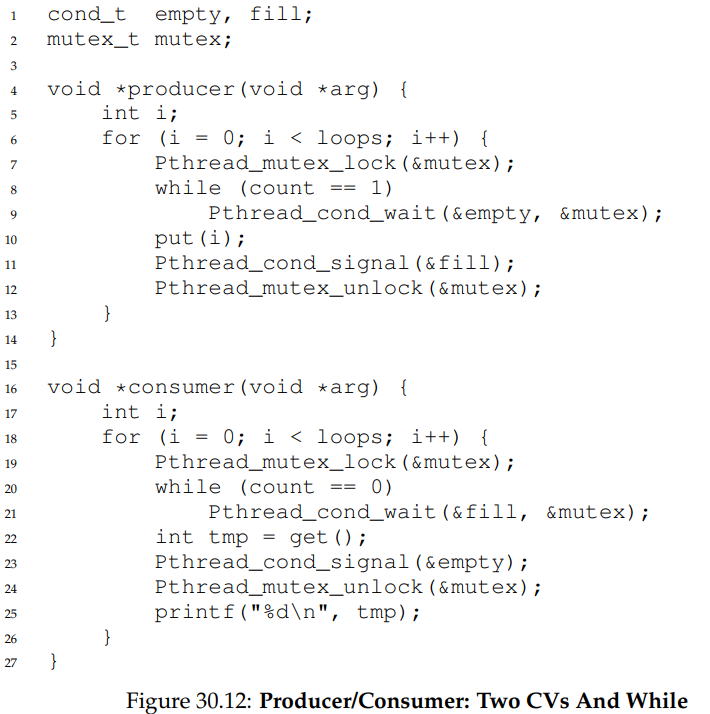 1 cond_t empty, fill;
2 mutex_t mutex;
3
4 void *producer(void *arg) {
5     int i;
6     for (i = 0; i < loops; i++) {
7         Pthread_mutex_lock(&mutex);
8         while (count == 1)
9             Pthread_cond_wait(&empty, &mutex);
10         put(i);
11         Pthread_cond_signal(&fill);
12         Pthread_mutex_unlock(&mutex);
13     }
14 }
15
16 void *consumer(void *arg) {
17     int i;
18     for (i = 0; i < loops; i++) {
19         Pthread_mutex_lock(&mutex);
20         while (count == 0)
21             Pthread_cond_wait(&fill, &mutex);
22         int tmp = get();
23         Pthread_cond_signal(&empty);
24         Pthread_mutex_unlock(&mutex);
25         printf("%d\n", tmp);
26     }
27 }
Figure 30.12: Producer/Consumer: Two CVs And While